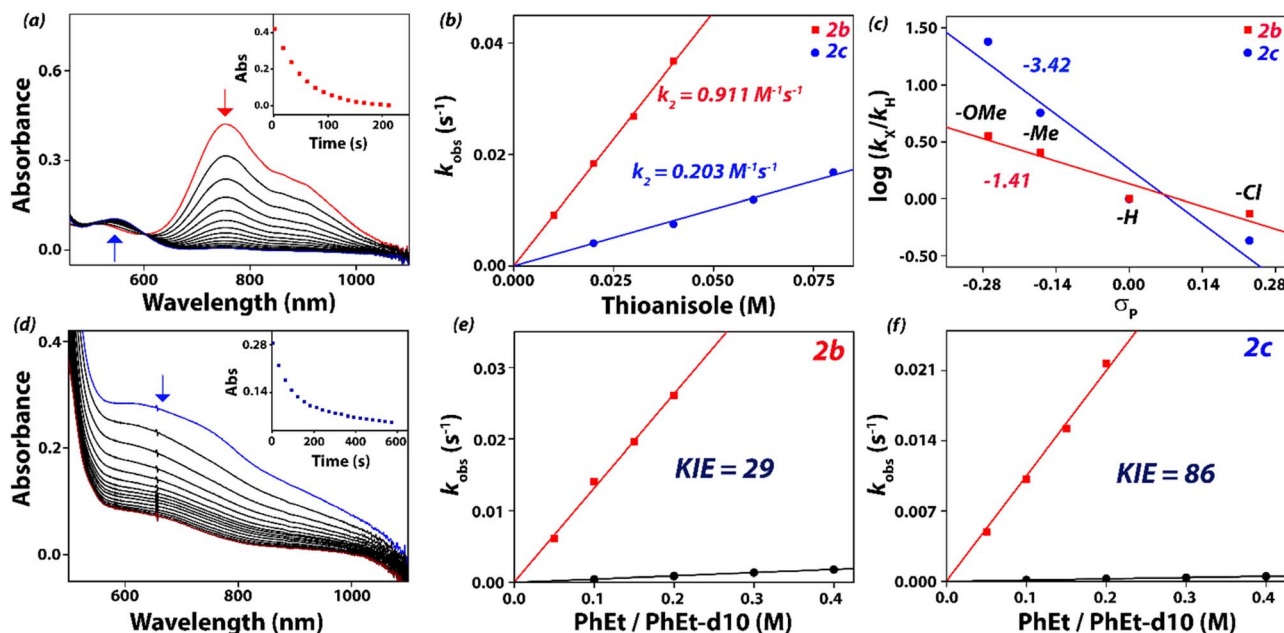 (a)
Absorbance
0.6
0.3
0.0
600
800
1000
Wavelength (nm)
Abs
0.4
0.2
0.0
0
100
200
Time (s)
(b)
k_obs (s⁻¹)
0.04
0.02
0.00
0.000
0.025
0.050
0.075
Thioanisole (M)
2b
2c
k₂ = 0.911 M⁻¹s⁻¹
k₂ = 0.203 M⁻¹s⁻¹
(c)
log (k_X/k_H)
1.50
1.00
0.50
0.00
-0.50
-0.28
-0.14
0.00
0.14
0.28
σ_P
2b
2c
-3.42
-OMe
-Me
-1.41
-H
-Cl
(d)
Absorbance
0.4
0.2
0.0
600
800
1000
Wavelength (nm)
Abs
0.28
0.14
0
200
400
600
Time (s)
(e)
2b
k_obs (s⁻¹)
0.03
0.02
0.01
0.00
KIE = 29
0.0
0.1
0.2
0.3
0.4
PhEt / PhEt-d10 (M)
(f)
2c
k_obs (s⁻¹)
0.021
0.014
0.007
0.000
KIE = 86
0.0
0.1
0.2
0.3
0.4
PhEt / PhEt-d10 (M)